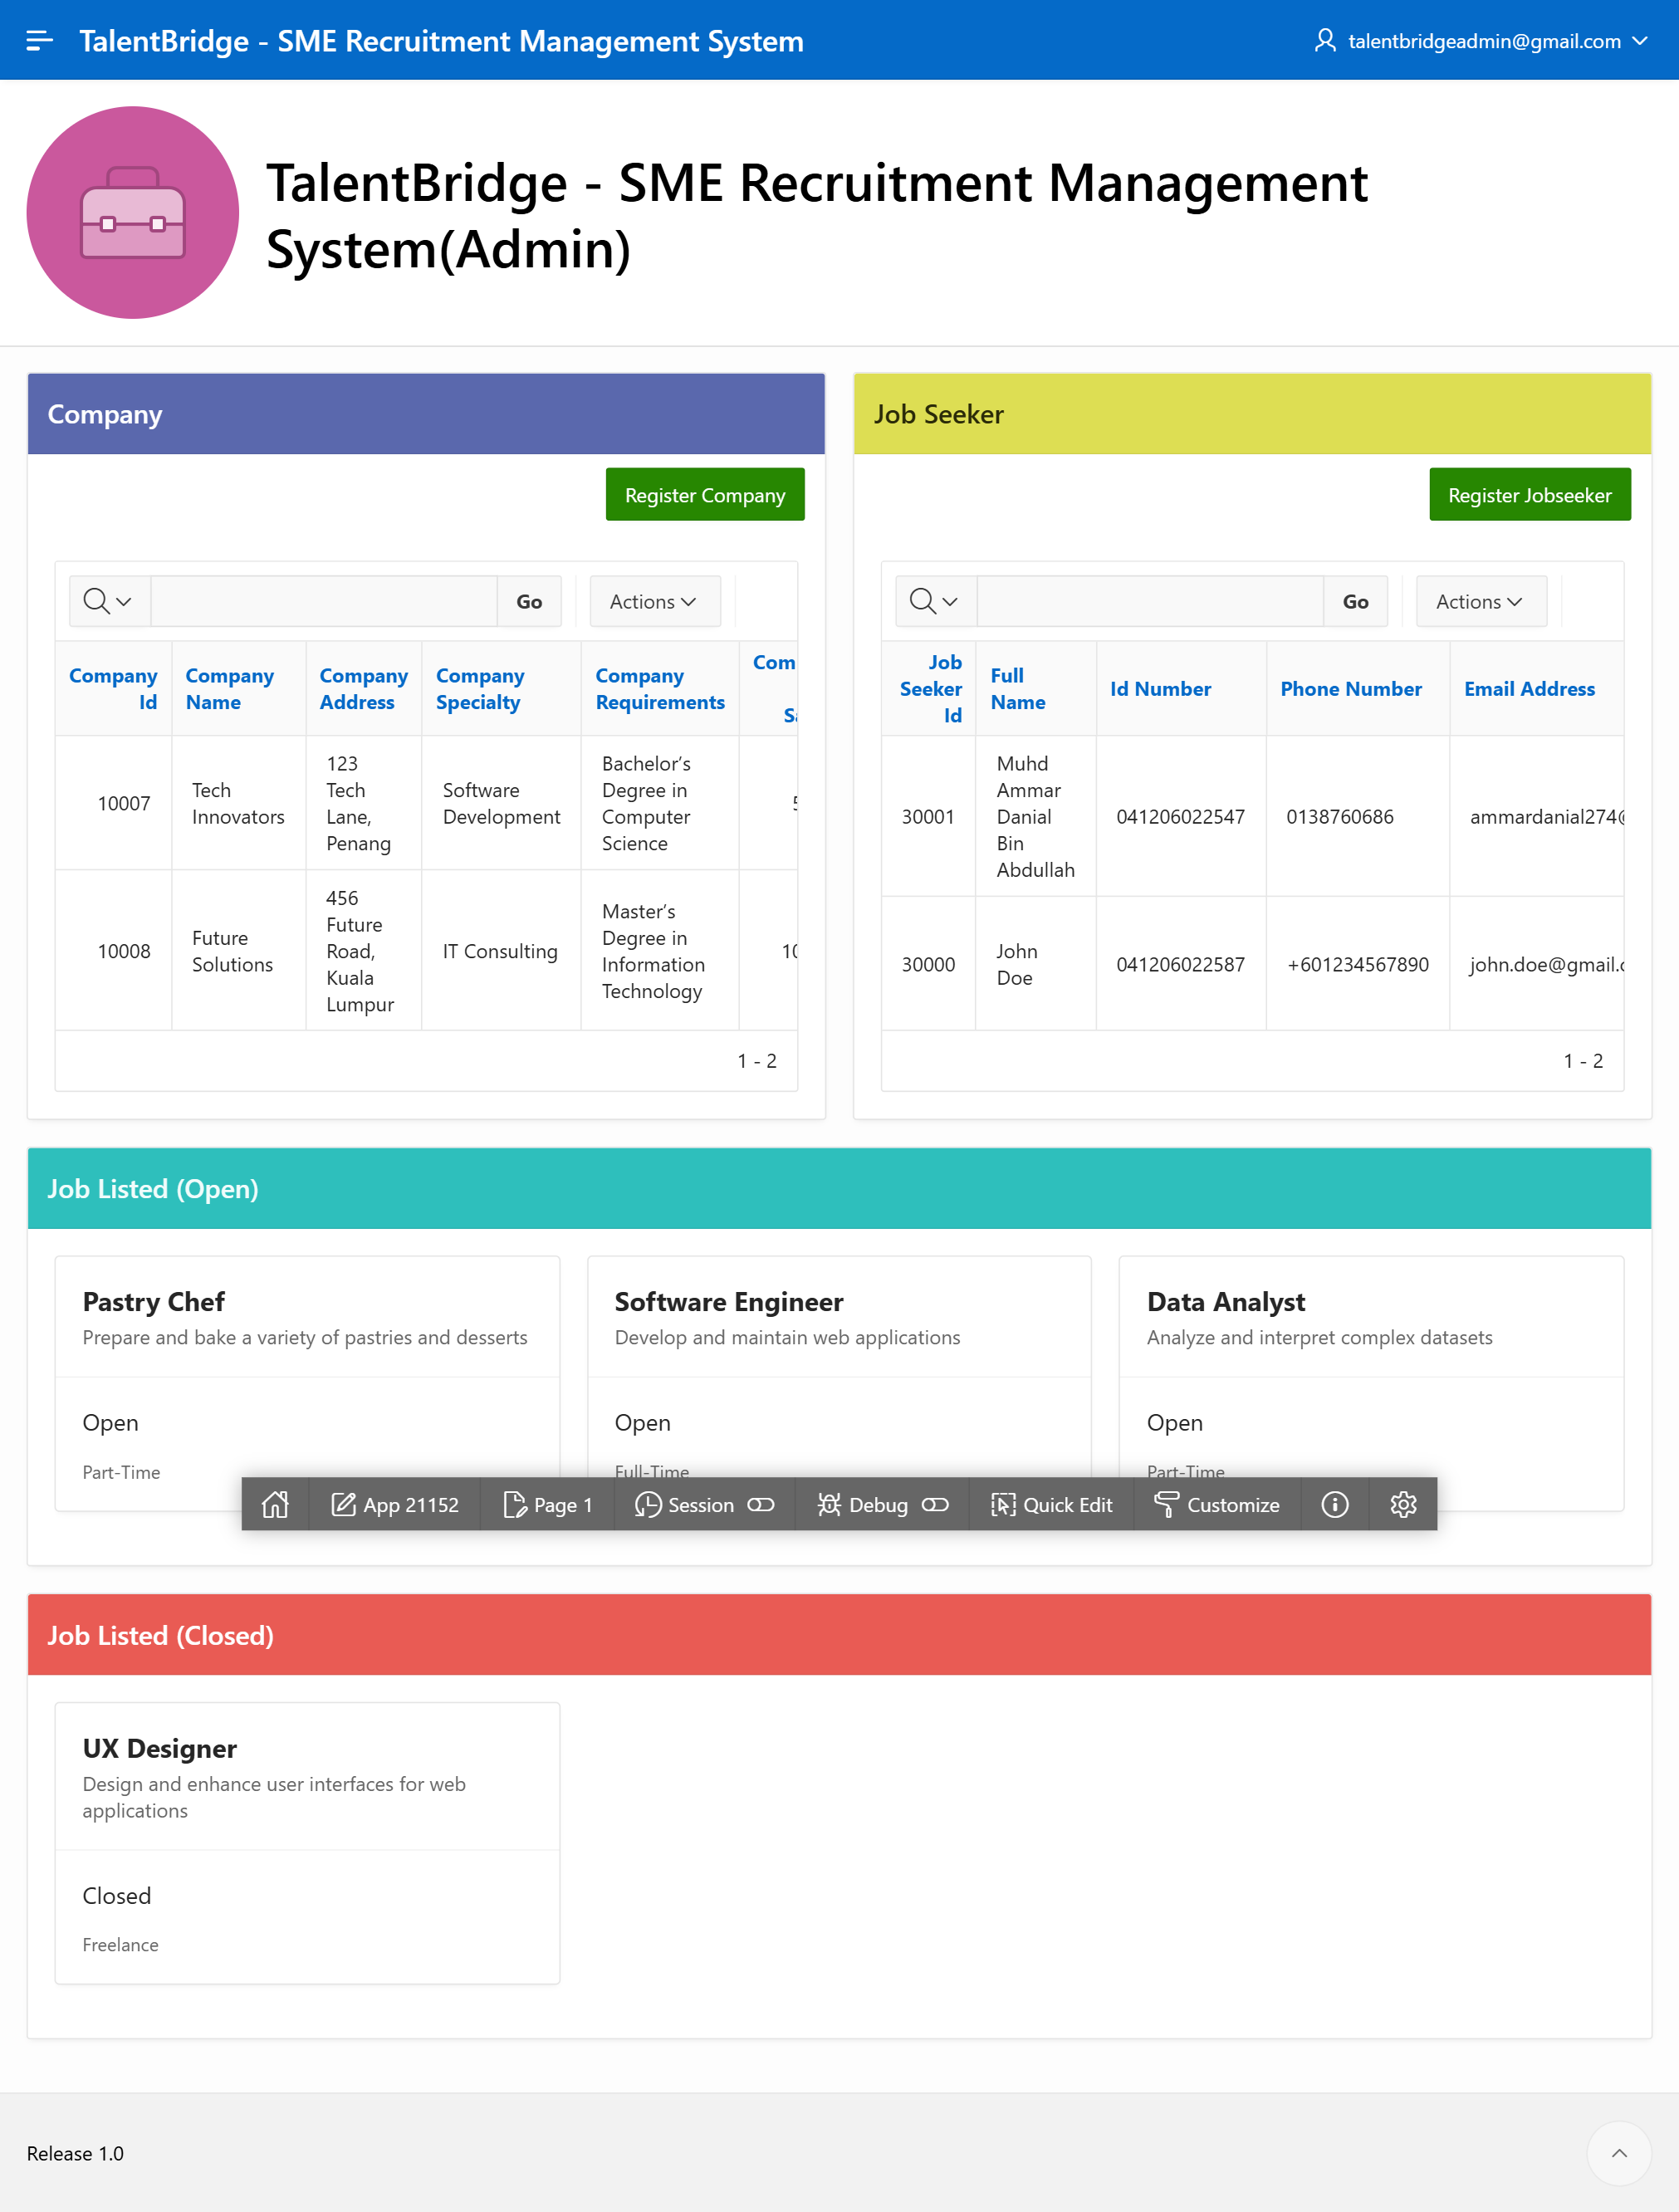 TalentBridge - SME Recruitment Management System
talentbridgeadmin@gmail.com
TalentBridge - SME Recruitment Management
System(Admin)
Company
Register Company
Go
Actions
Company Id
Company Name
Company Address
Company Specialty
Company Requirements
10007
Tech Innovators
123 Tech Lane, Penang
Software Development
Bachelor’s Degree in Computer Science
10008
Future Solutions
456 Future Road, Kuala Lumpur
IT Consulting
Master’s Degree in Information Technology
1 - 2
Job Seeker
Register Jobseeker
Go
Actions
Job Seeker Id
Full Name
Id Number
Phone Number
Email Address
30001
Muhd Ammar Danial Bin Abdullah
041206022547
0138760686
ammardanial274@
30000
John Doe
041206022587
+601234567890
john.doe@gmail.c
1 - 2
Job Listed (Open)
Pastry Chef
Prepare and bake a variety of pastries and desserts
Open
Part-Time
Software Engineer
Develop and maintain web applications
Open
Full-Time
Data Analyst
Analyze and interpret complex datasets
Open
Part-Time
App 21152
Page 1
Session
Debug
Quick Edit
Customize
Job Listed (Closed)
UX Designer
Design and enhance user interfaces for web
applications
Closed
Freelance
Release 1.0